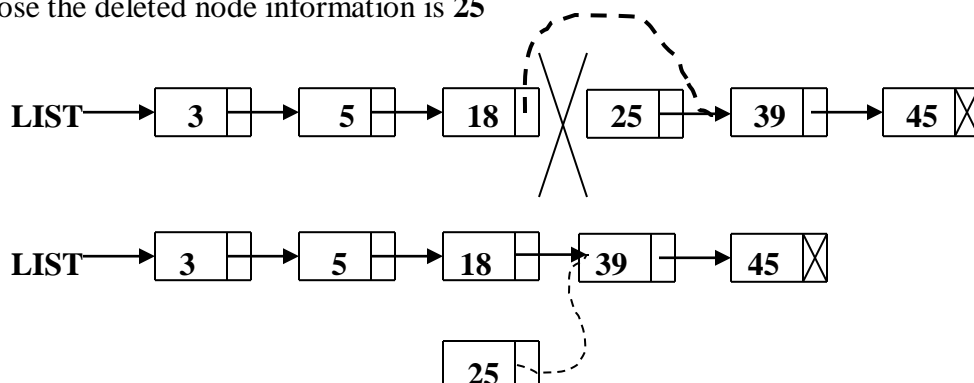 ose the deleted node information is 25
LIST 3 5 18 25 39 45
LIST 3 5 18 39 45
25